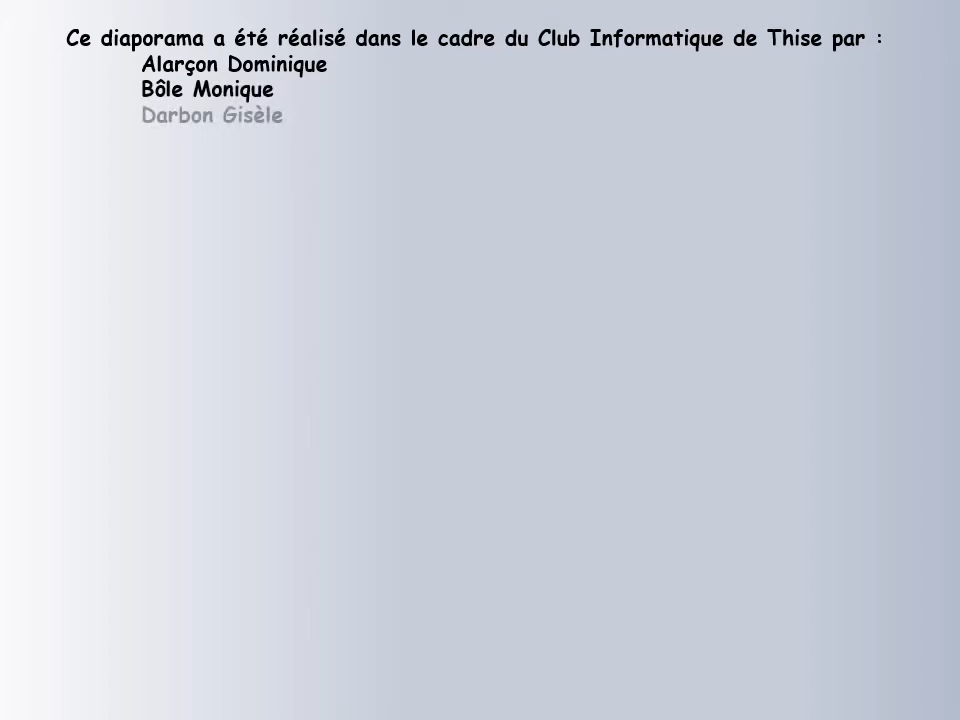 Ce diaporama a été réalisé dans le cadre du Club Informatique de Thise par :
Alarçon Dominique
Bôle Monique
Darbon Gisèle